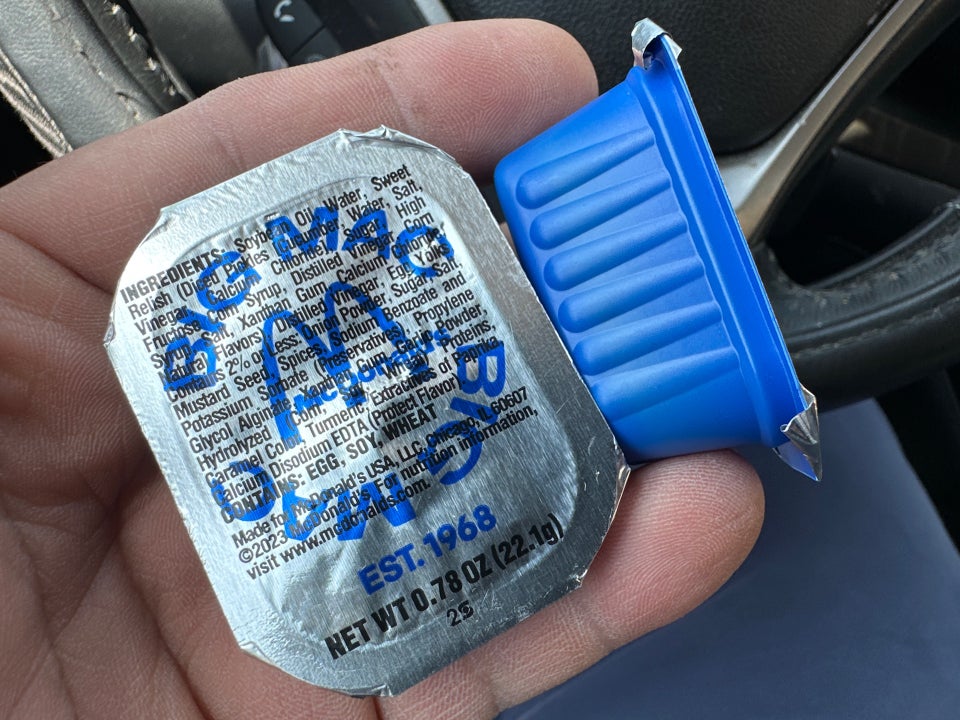 INGREDIENTS: Soybean Oil, Water, Sweet
Relish (Diced Pickles, Cucumber, Water, Salt,
Vinegar, Calcium Chloride), Sugar, High
Fructose Corn Syrup, Distilled Vinegar, Corn
Syrup, Salt, Xanthan Gum, Calcium Chloride,
Natural Flavors), Distilled Vinegar, Egg Yolks,
Contains 2% or Less: Onion Powder, Sugar, Salt,
Mustard Seed, Spices, Sodium Benzoate and
Potassium Sorbate (Preservatives), Propylene
Glycol Alginate, Xanthan Gum, Garlic Powder,
Hydrolyzed (Corn, Soy, Wheat) Proteins,
Caramel Color, Turmeric, Extractives of Paprika,
Calcium Disodium EDTA (Protect Flavor).
CONTAINS: EGG, SOY, WHEAT
Made for McDonald's USA, LLC, Chicago, IL 60607
©2023 McDonald's. For nutrition information,
visit www.mcdonalds.com.
BIG MAC
BIG MAC
McDonald's
EST. 1968
NET WT 0.78 OZ (22.1g)